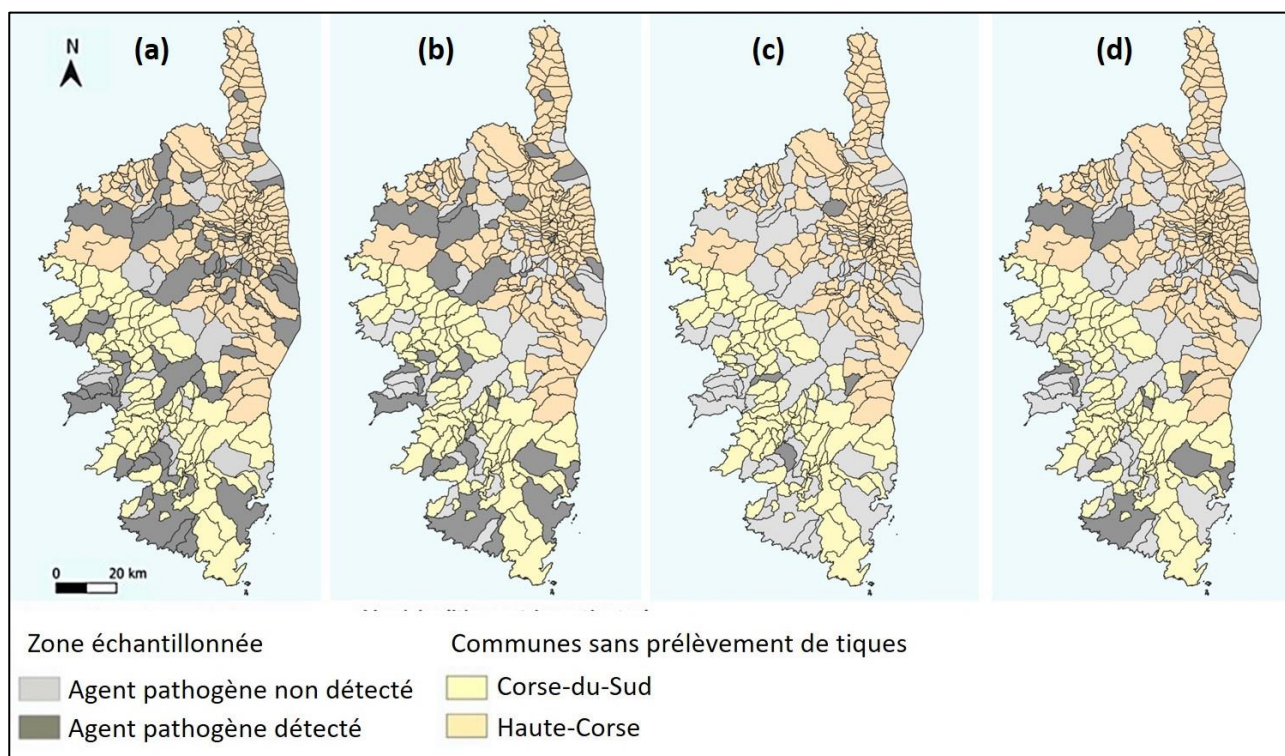 (a) (b) (c) (d)
N
0 20 km
Zone échantillonnée Communes sans prélèvement de tiques
Agent pathogène non détecté Corse-du-Sud
Agent pathogène détecté Haute-Corse